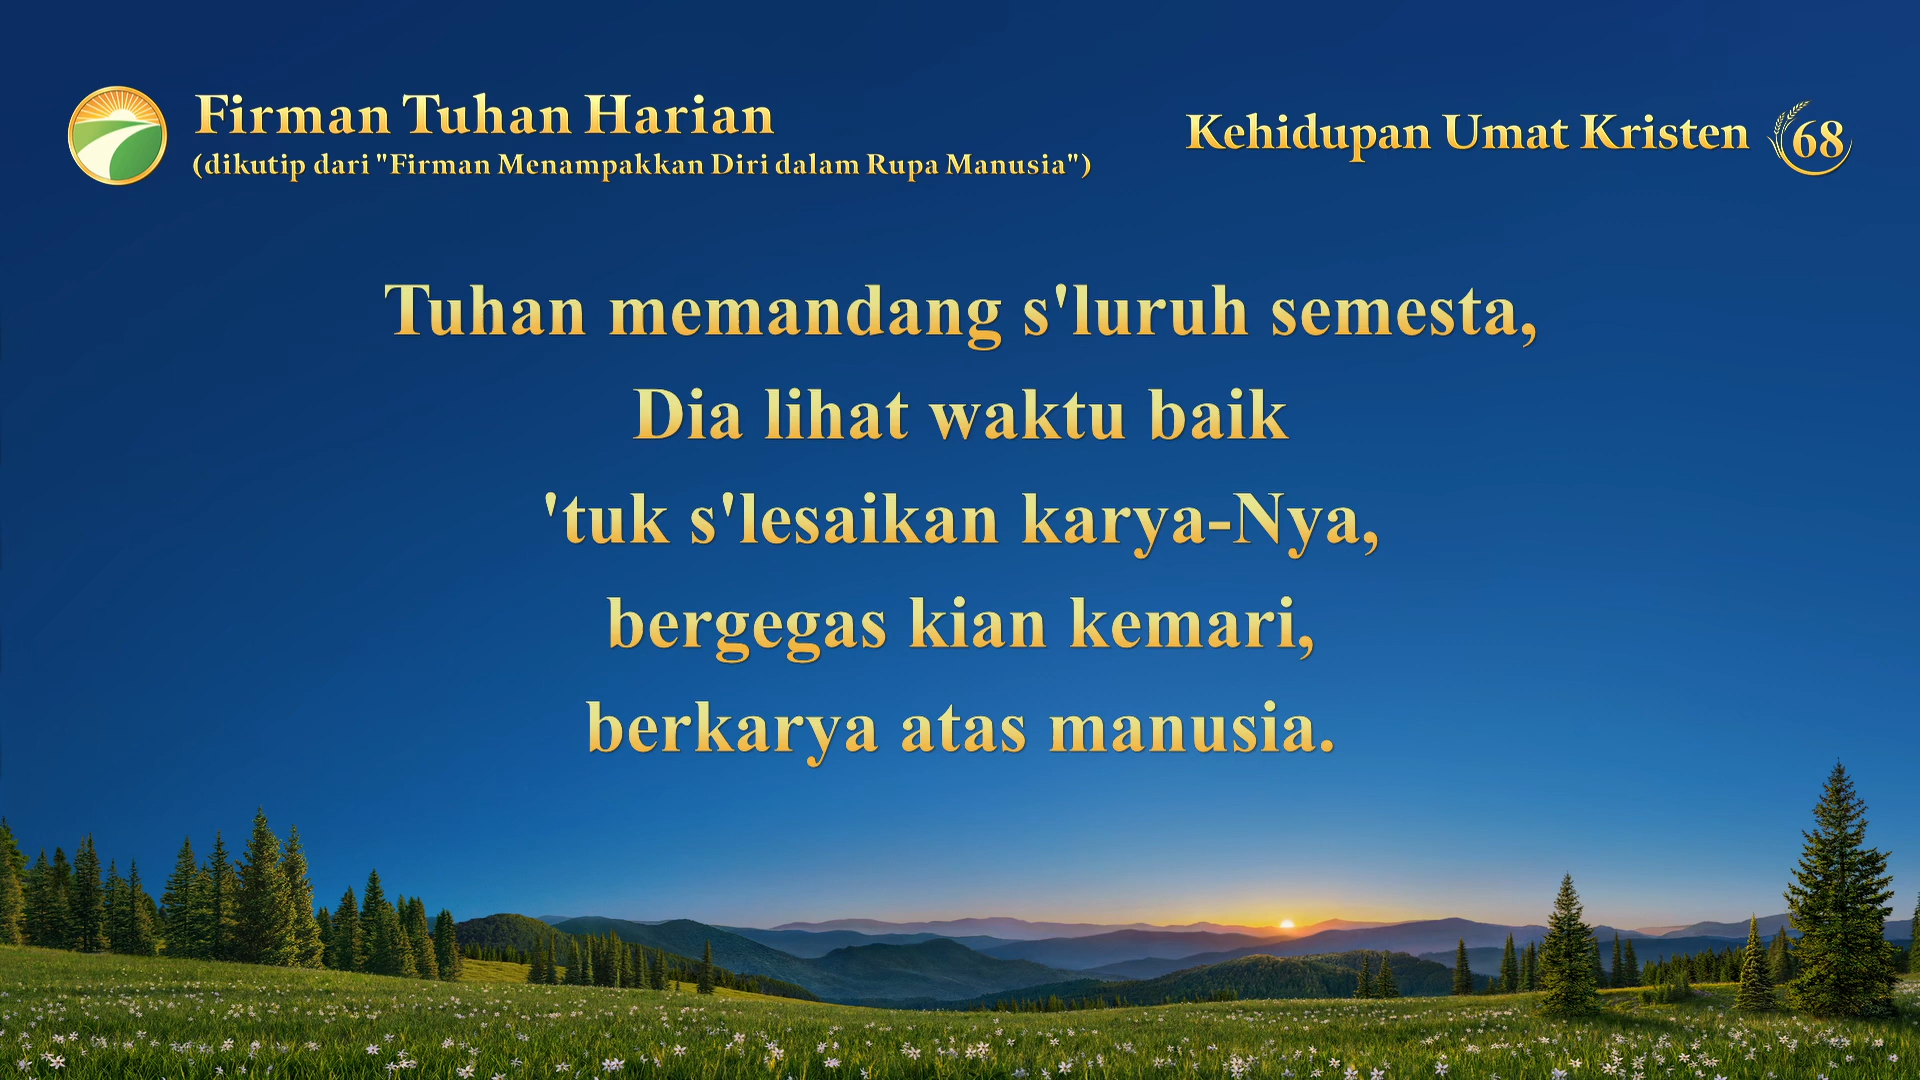 Firman Tuhan Harian
(dikutip dari "Firman Menampakkan Diri dalam Rupa Manusia")
Kehidupan Umat Kristen 68
Tuhan memandang s'luruh semesta,
Dia lihat waktu baik
'tuk s'lesaikan karya-Nya,
bergegas kian kemari,
berkarya atas manusia.